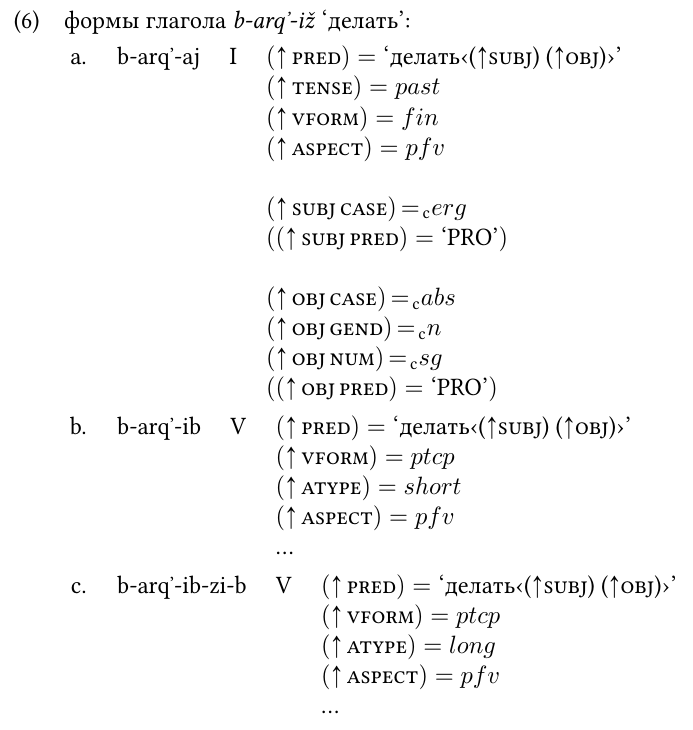 (6) формы глагола b-arq’-iž ‘делать’:
a. b-arq’-aj I (↑ PRED) = ‘делать‹(↑SUBJ) (↑OBJ)›’
(↑ TENSE) = past
(↑ VFORM) = fin
(↑ ASPECT) = pfv
(↑ SUBJ CASE) =c erg
((↑ SUBJ PRED) = ‘PRO’)
(↑ OBJ CASE) =c abs
(↑ OBJ GEND) =c n
(↑ OBJ NUM) =c sg
((↑ OBJ PRED) = ‘PRO’)
b. b-arq’-ib V (↑ PRED) = ‘делать‹(↑SUBJ) (↑OBJ)›’
(↑ VFORM) = ptcp
(↑ ATYPE) = short
(↑ ASPECT) = pfv
...
c. b-arq’-ib-zi-b V (↑ PRED) = ‘делать‹(↑SUBJ) (↑OBJ)›’
(↑ VFORM) = ptcp
(↑ ATYPE) = long
(↑ ASPECT) = pfv
...